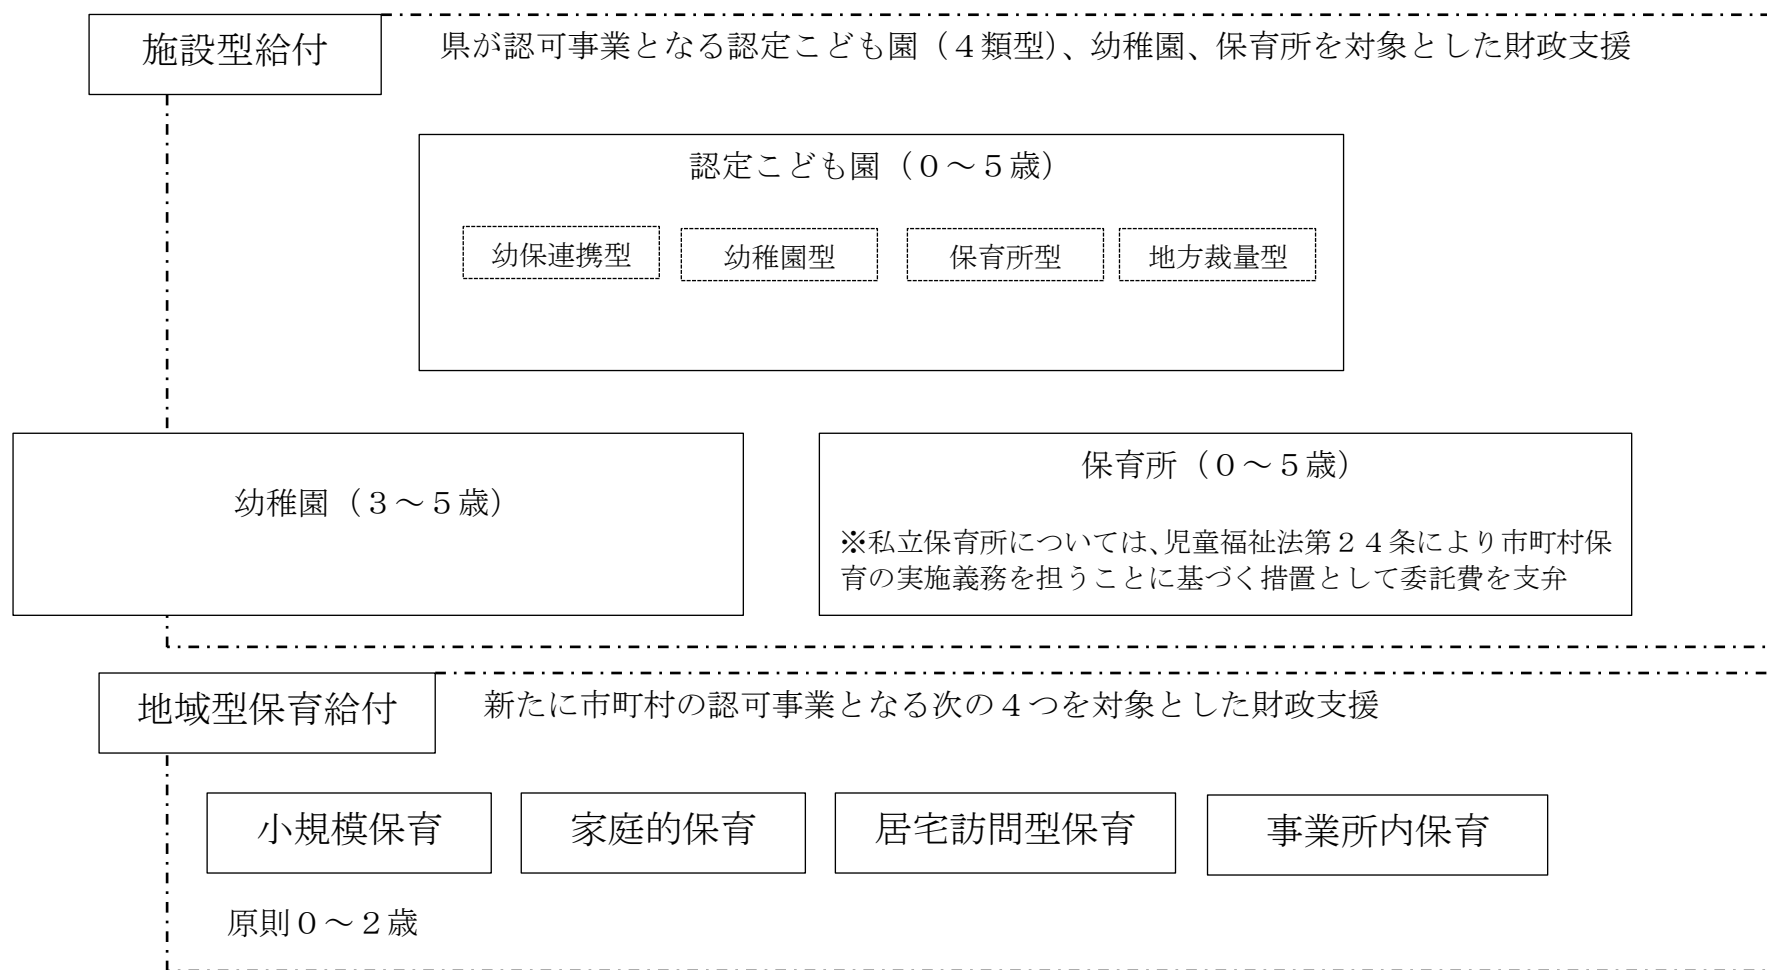 施設型給付
県が認可事業となる認定こども園（４類型）、幼稚園、保育所を対象とした財政支援
認定こども園（０～５歳）
幼保連携型
幼稚園型
保育所型
地方裁量型
幼稚園（３～５歳）
保育所（０～５歳）
※私立保育所については、児童福祉法第２４条により市町村保
育の実施義務を担うことに基づく措置として委託費を支弁
地域型保育給付
新たに市町村の認可事業となる次の４つを対象とした財政支援
小規模保育
家庭的保育
居宅訪問型保育
事業所内保育
原則０～２歳